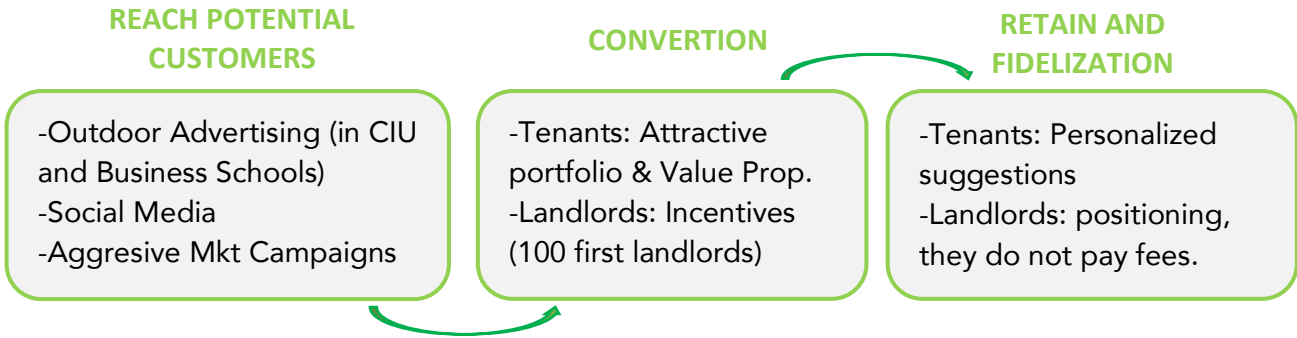 REACH POTENTIAL
CUSTOMERS
-Outdoor Advertising (in CIU
and Business Schools)
-Social Media
-Aggresive Mkt Campaigns
CONVERTION
-Tenants: Attractive
portfolio & Value Prop.
-Landlords: Incentives
(100 first landlords)
RETAIN AND
FIDELIZATION
-Tenants: Personalized
suggestions
-Landlords: positioning,
they do not pay fees.